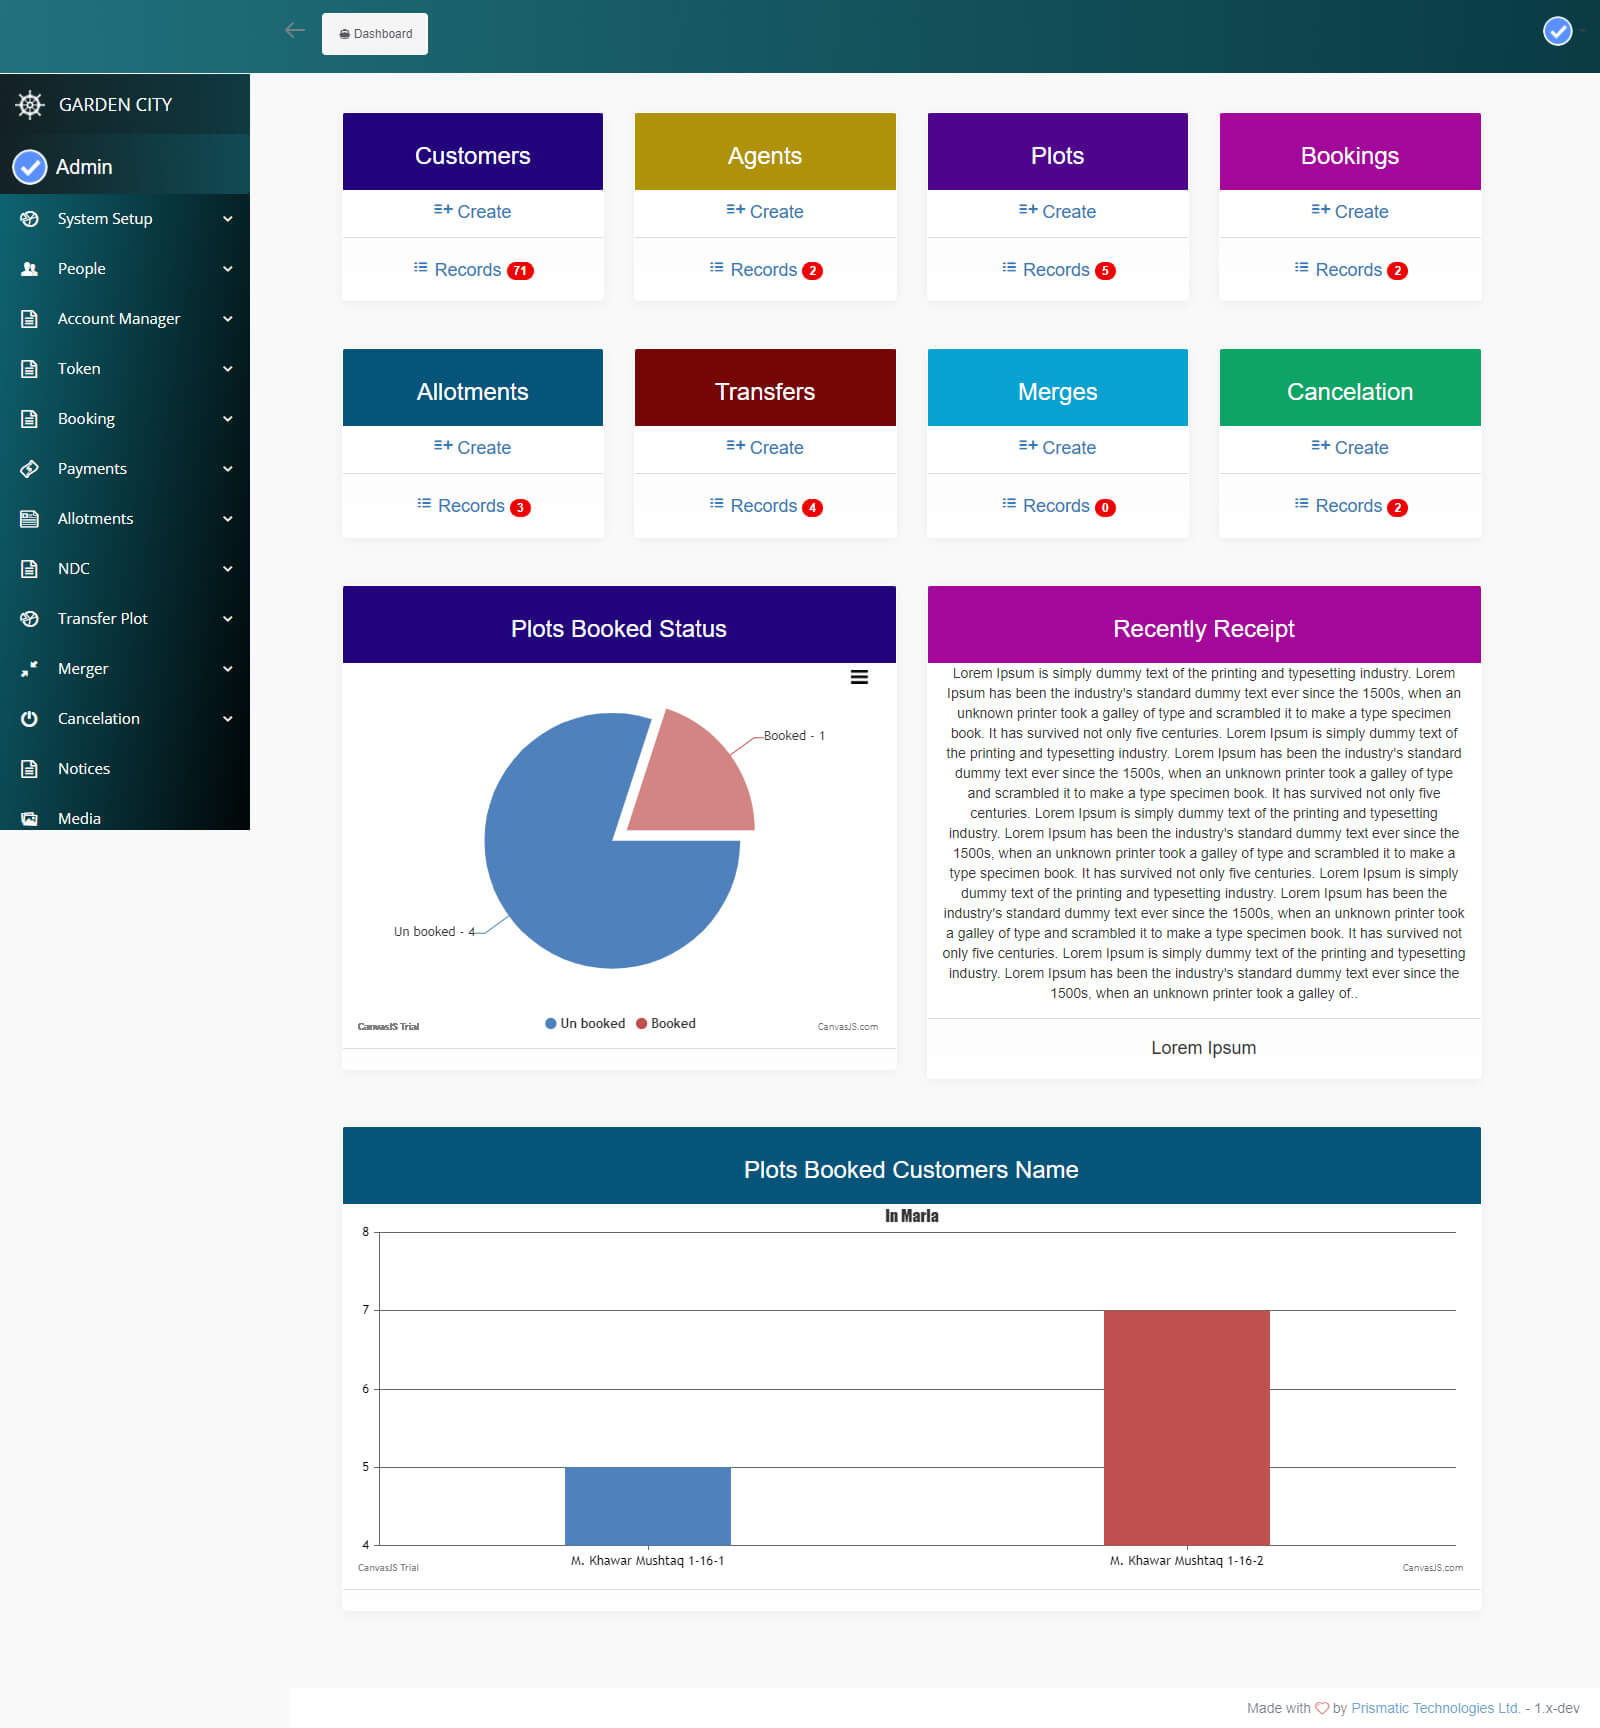 Dashboard
GARDEN CITY
Admin
System Setup
People
Account Manager
Token
Booking
Payments
Allotments
NDC
Transfer Plot
Merger
Cancelation
Notices
Media
Customers
Create
Records 71
Agents
Create
Records 2
Plots
Create
Records 5
Bookings
Create
Records 2
Allotments
Create
Records 3
Transfers
Create
Records 4
Merges
Create
Records 0
Cancelation
Create
Records 2
Plots Booked Status
Booked - 1
Un booked - 4
CanvasJS Trial
Un booked
Booked
CanvasJS.com
Recently Receipt
Lorem Ipsum is simply dummy text of the printing and typesetting industry. Lorem
Ipsum has been the industry's standard dummy text ever since the 1500s, when an
unknown printer took a galley of type and scrambled it to make a type specimen
book. It has survived not only five centuries. Lorem Ipsum is simply dummy text of
the printing and typesetting industry. Lorem Ipsum has been the industry's standard
dummy text ever since the 1500s, when an unknown printer took a galley of type
and scrambled it to make a type specimen book. It has survived not only five
centuries. Lorem Ipsum is simply dummy text of the printing and typesetting
industry. Lorem Ipsum has been the industry's standard dummy text ever since the
1500s, when an unknown printer took a galley of type and scrambled it to make a
type specimen book. It has survived not only five centuries. Lorem Ipsum is simply
dummy text of the printing and typesetting industry. Lorem Ipsum has been the
industry's standard dummy text ever since the 1500s, when an unknown printer took
a galley of type and scrambled it to make a type specimen book. It has survived not
only five centuries. Lorem Ipsum is simply dummy text of the printing and typesetting
industry. Lorem Ipsum has been the industry's standard dummy text ever since the
1500s, when an unknown printer took a galley of..
Lorem Ipsum
Plots Booked Customers Name
In Marla
8
7
6
5
4
M. Khawar Mushtaq 1-16-1
M. Khawar Mushtaq 1-16-2
CanvasJS Trial
CanvasJS.com
Made with by Prismatic Technologies Ltd. - 1.x-dev